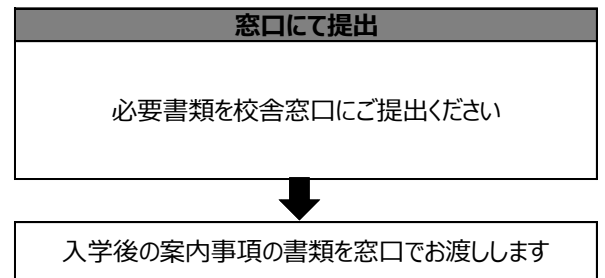 窓口にて提出
必要書類を校舎窓口にご提出ください
入学後の案内事項の書類を窓口でお渡しします